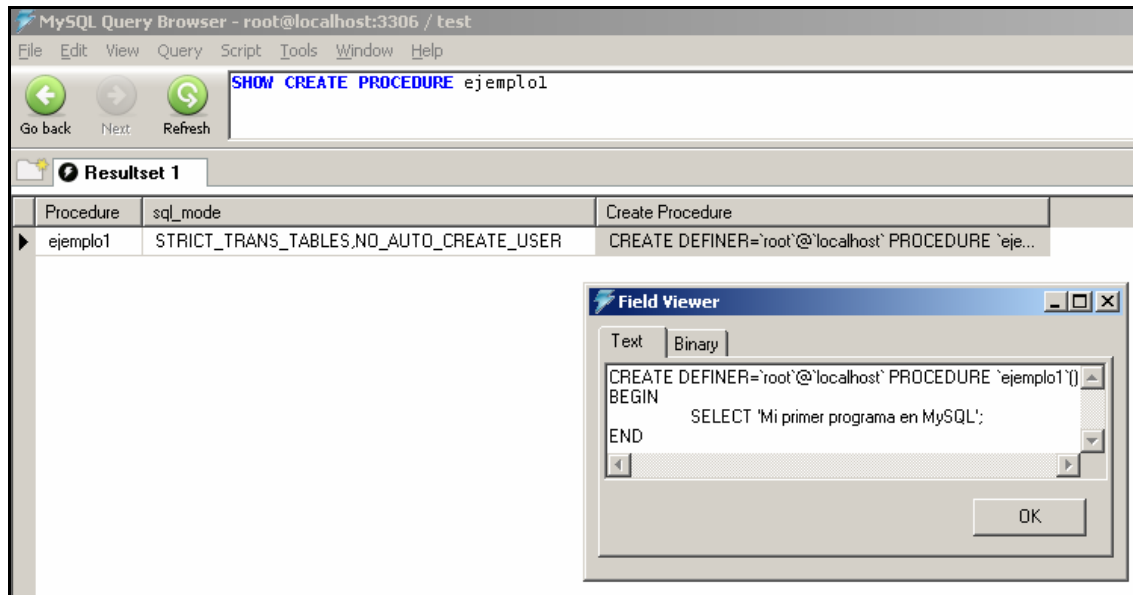 MySQL Query Browser - root@localhost:3306 / test
File Edit View Query Script Tools Window Help
SHOW CREATE PROCEDURE ejemplo1
Go back Next Refresh
Resultset 1
Procedure sql_mode Create Procedure
ejemplo1 STRICT_TRANS_TABLES,NO_AUTO_CREATE_USER CREATE DEFINER=`root`@`localhost` PROCEDURE `eje...
Field Viewer
Text Binary
CREATE DEFINER=`root`@`localhost` PROCEDURE `ejemplo1`()
BEGIN
SELECT 'Mi primer programa en MySQL';
END
OK